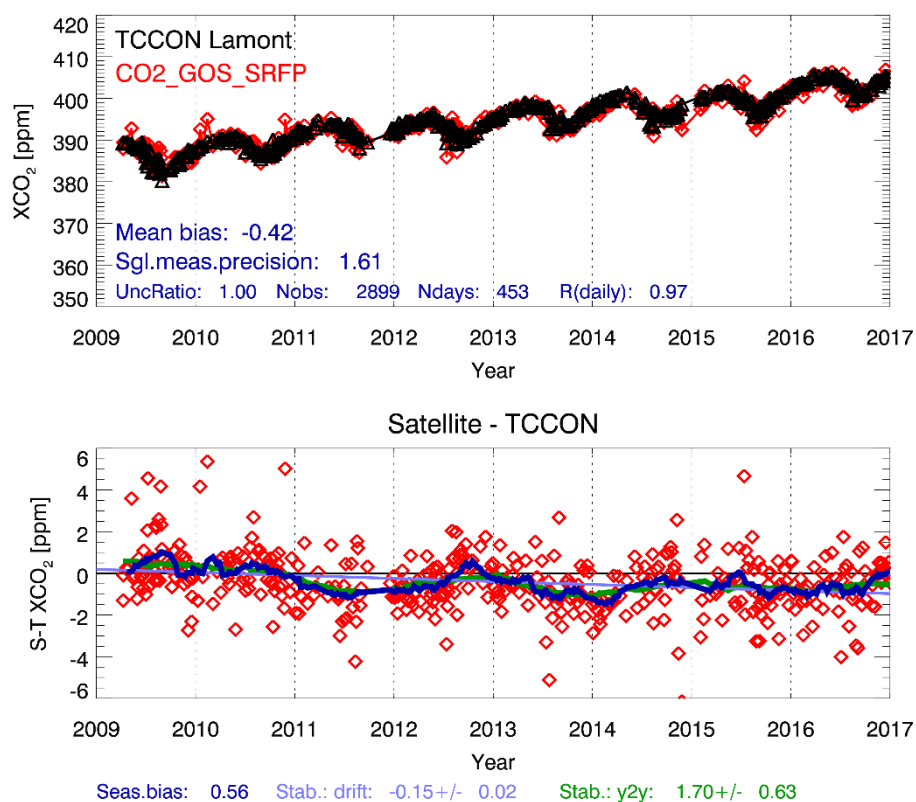 420
TCCON Lamont
410
CO2_GOS_SRFP
400
390
380
370
Mean bias: -0.42
360
Sgl.meas.precision: 1.61
UncRatio: 1.00 Nobs: 2899 Ndays: 453 R(daily): 0.97
350
XCO2 [ppm]
2009 2010 2011 2012 2013 2014 2015 2016 2017
Year
Satellite - TCCON
6
4
2
0
-2
-4
-6
S-T XCO2 [ppm]
2009 2010 2011 2012 2013 2014 2015 2016 2017
Year
Seas.bias: 0.56 Stab.: drift: -0.15+/- 0.02 Stab.: y2y: 1.70+/- 0.63